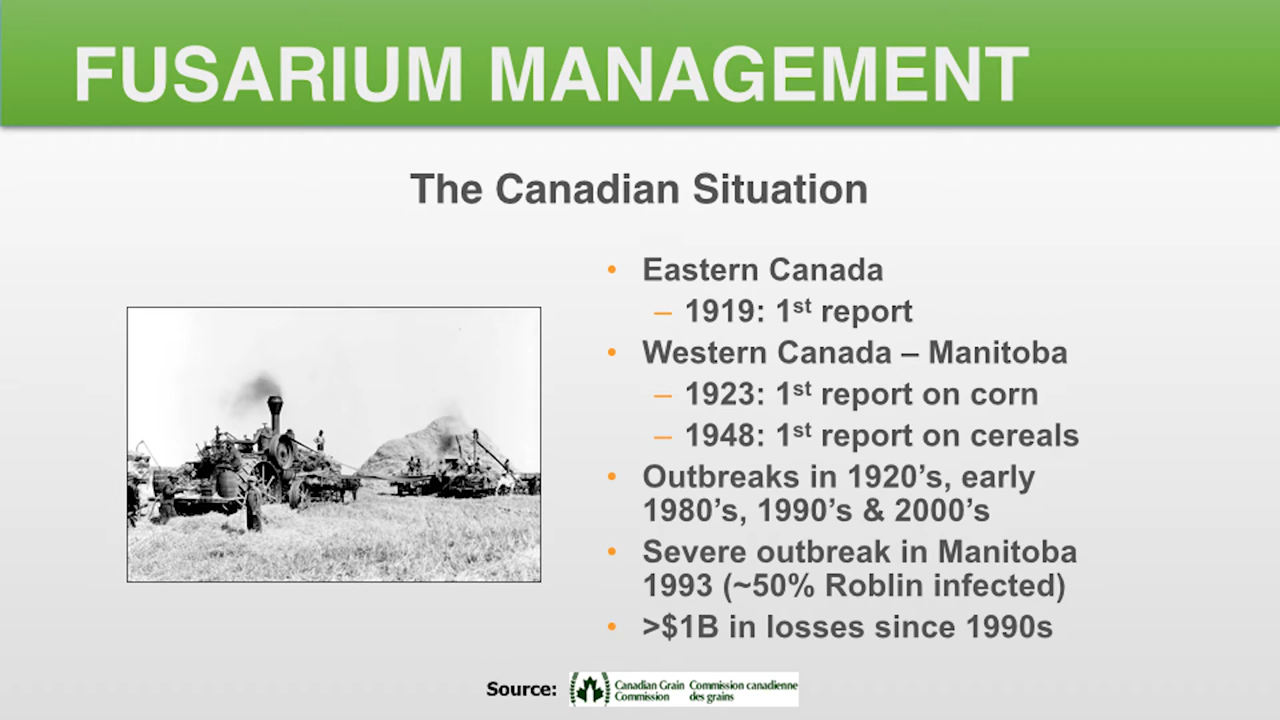 FUSARIUM MANAGEMENT
The Canadian Situation
• Eastern Canada
– 1919: 1st report
• Western Canada – Manitoba
– 1923: 1st report on corn
– 1948: 1st report on cereals
• Outbreaks in 1920’s, early
1980’s, 1990’s & 2000’s
• Severe outbreak in Manitoba
1993 (~50% Roblin infected)
• >$1B in losses since 1990s
Source:
Canadian Grain
Commission
Commission canadienne
des grains